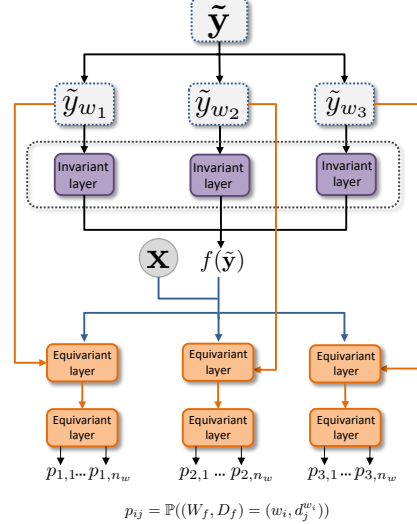 ỹ
ỹ_{w_1} ỹ_{w_2} ỹ_{w_3}
Invariant layer Invariant layer Invariant layer
x f(ỹ)
Equivariant layer Equivariant layer Equivariant layer
Equivariant layer Equivariant layer Equivariant layer
p_{1,1}... p_{1,n_w} p_{2,1} ... p_{2,n_w} p_{3,1}... p_{3,n_w}
p_{ij} = ℙ((W_f, D_f) = (w_i, d_j^{w_i}))